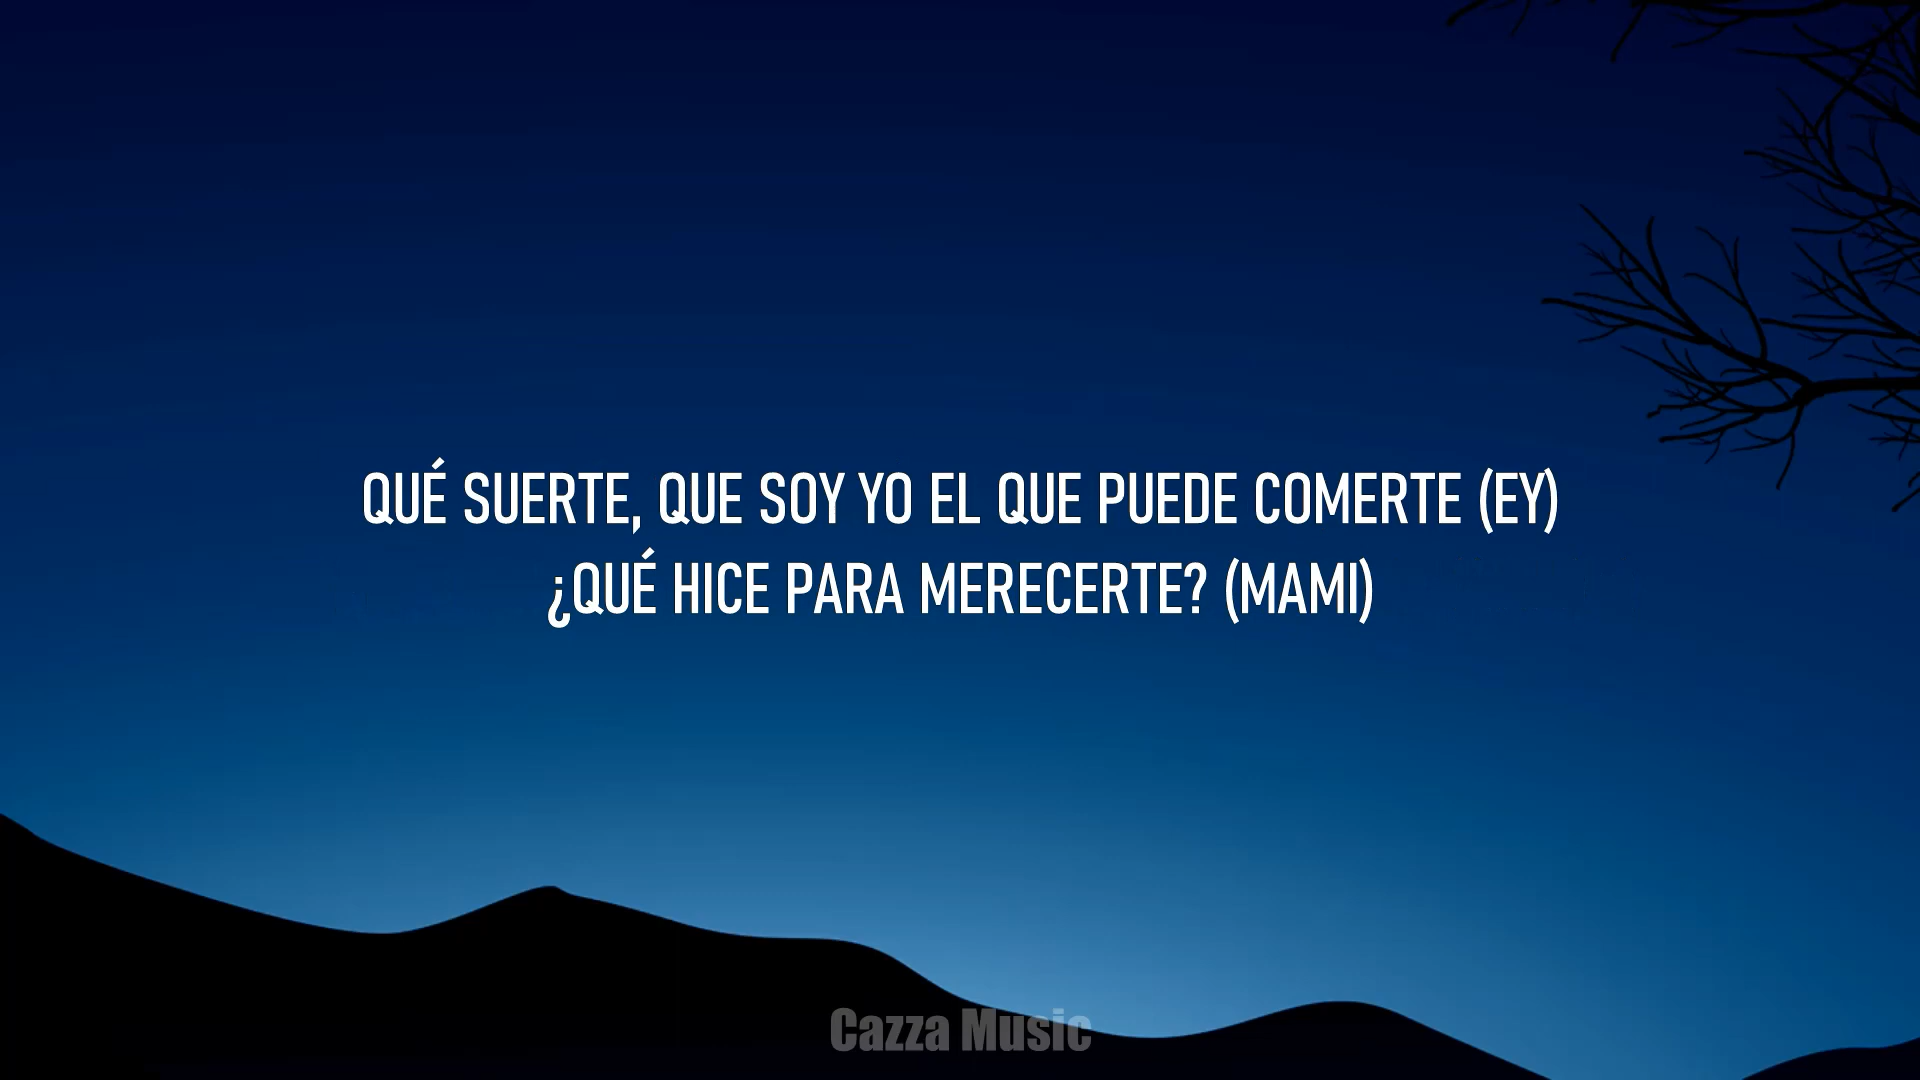 QUÉ SUERTE, QUE SOY YO EL QUE PUEDE COMERTE (EY)
¿QUÉ HICE PARA MERECERTE? (MAMI)
Cazza Music